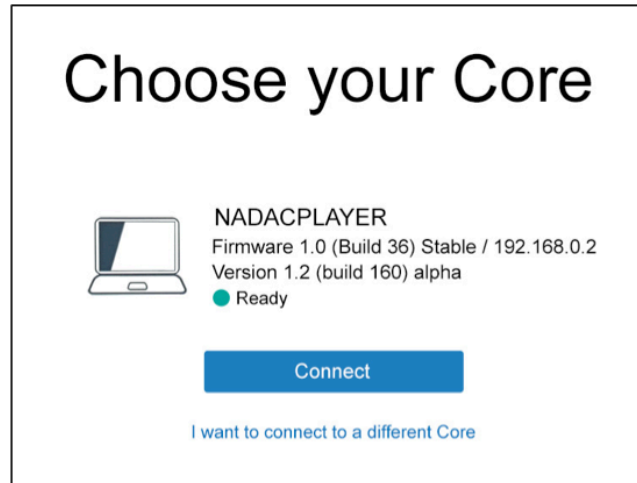 Choose your Core
NADACPLAYER
Firmware 1.0 (Build 36) Stable / 192.168.0.2
Version 1.2 (build 160) alpha
Ready
Connect
I want to connect to a different Core